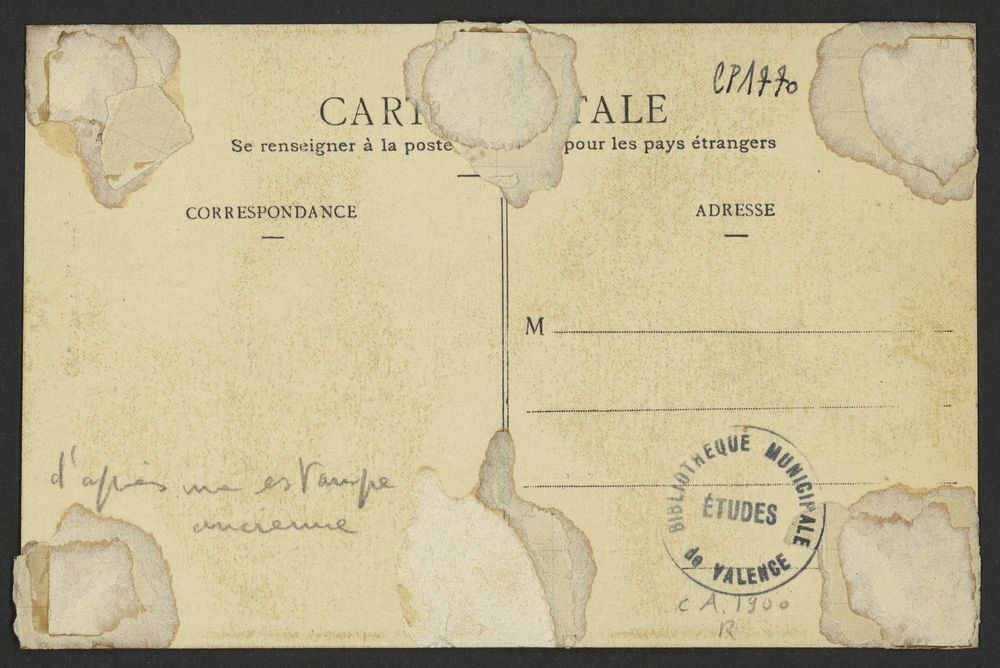 CP1770
CART TALE
Se renseigner à la poste pour les pays étrangers
CORRESPONDANCE
ADRESSE
M
d'après une estampe
ancienne
BIBLIOTHEQUE MUNICIPALE
ÉTUDES
de VALENCE
CA. 1900
R